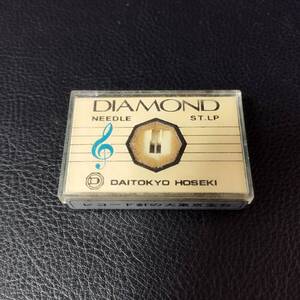 DIAMOND
NEEDLE ST. LP
D
DAITOKYO HOSEKI